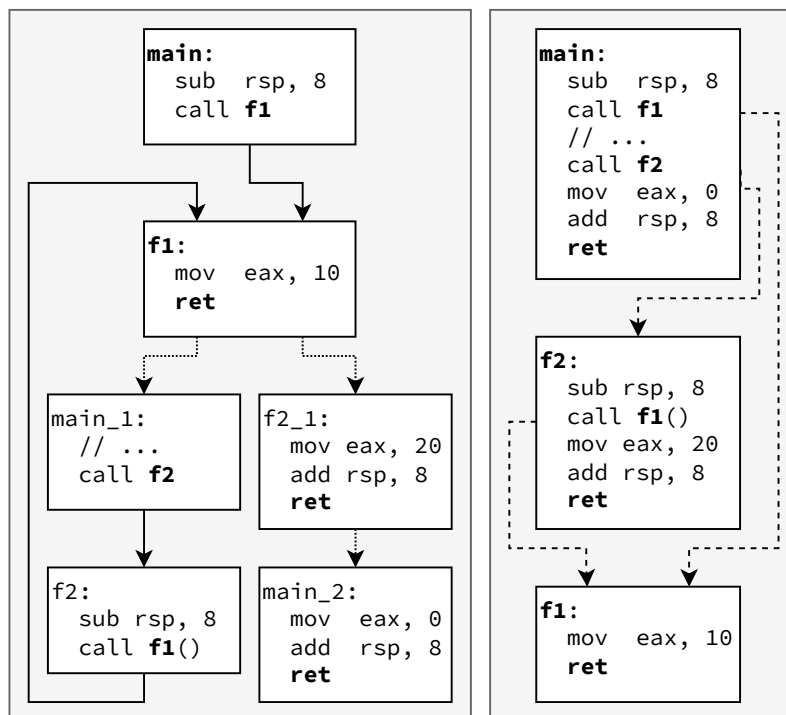 main:
sub rsp, 8
call f1
f1:
mov eax, 10
ret
main_1:
// ...
call f2
f2_1:
mov eax, 20
add rsp, 8
ret
f2:
sub rsp, 8
call f1()
main_2:
mov eax, 0
add rsp, 8
ret
main:
sub rsp, 8
call f1
// ...
call f2
mov eax, 0
add rsp, 8
ret
f2:
sub rsp, 8
call f1()
mov eax, 20
add rsp, 8
ret
f1:
mov eax, 10
ret